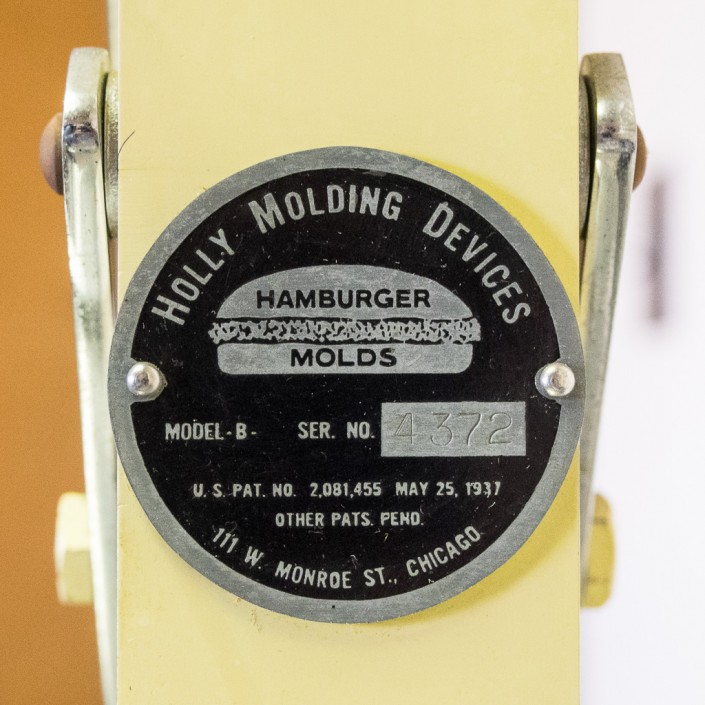 HOLLY MOLDING DEVICES
HAMBURGER
MOLDS
MODEL-B- SER. NO. 4372
U.S. PAT. NO. 2,081,455 MAY 25, 1937
OTHER PATS. PEND.
111 W. MONROE ST., CHICAGO